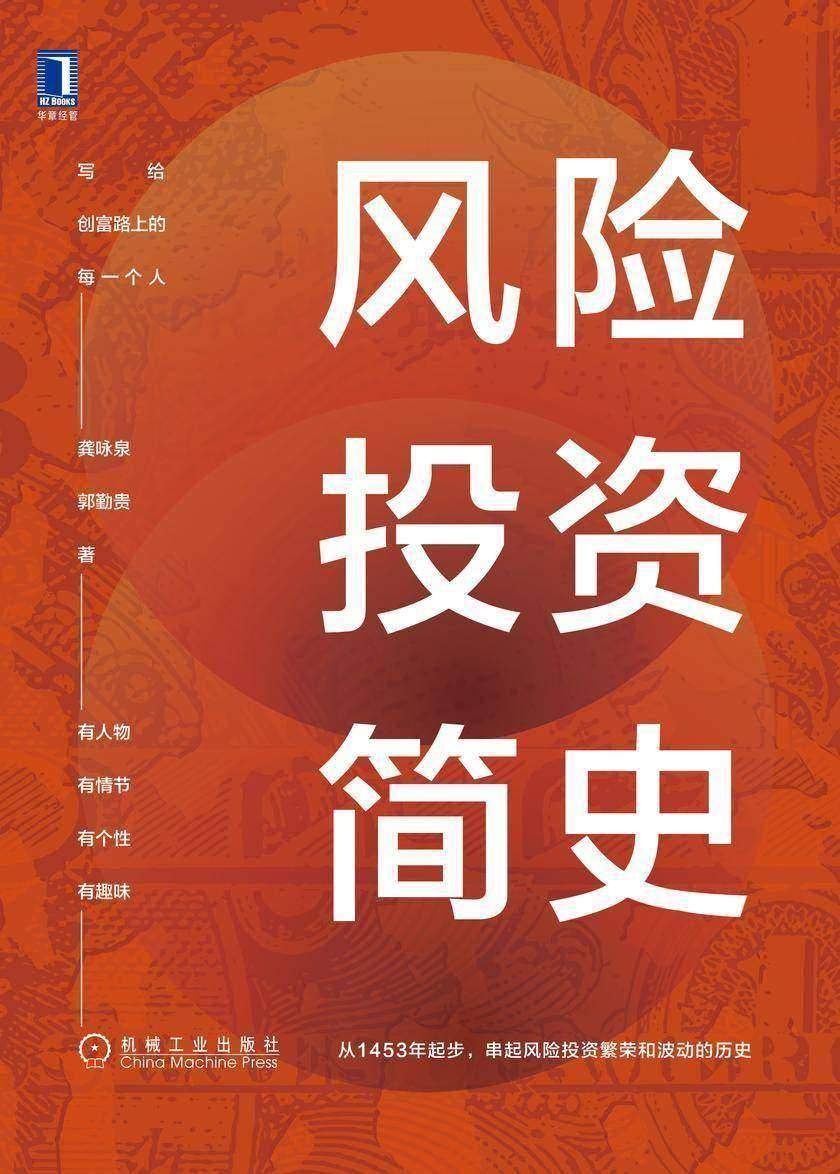 HZ BOOKS
华章经管
写给
创富路上的
每一个人
风险
投资
简史
龚咏泉
郭勤贵
著
有人物
有情节
有个性
有趣味
机械工业出版社
China Machine Press
从1453年起步，串起风险投资繁荣和波动的历史